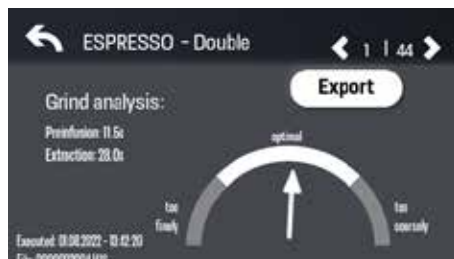 ESPRESSO - Double
1 | 44
Export
Grind analysis:
Preinfusion: 11.5s
Extraction: 28.0s
optimal
too
finely
too
coarsely
Executed: 01.08.2022 - 13:12:20